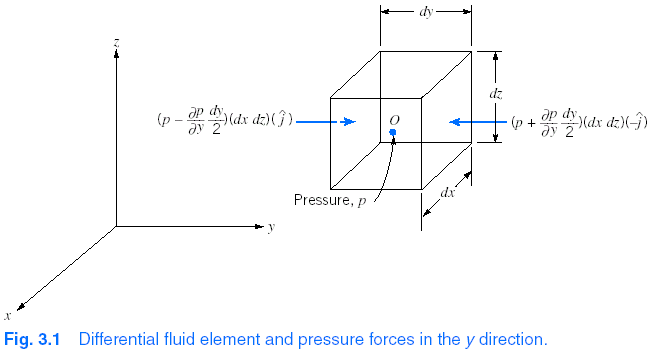 dy
z
dz
(p − ∂p/∂y dy/2)(dx dz)(ĵ)
O
(p + ∂p/∂y dy/2)(dx dz)(−ĵ)
Pressure, p
dx
y
x
Fig. 3.1 Differential fluid element and pressure forces in the y direction.